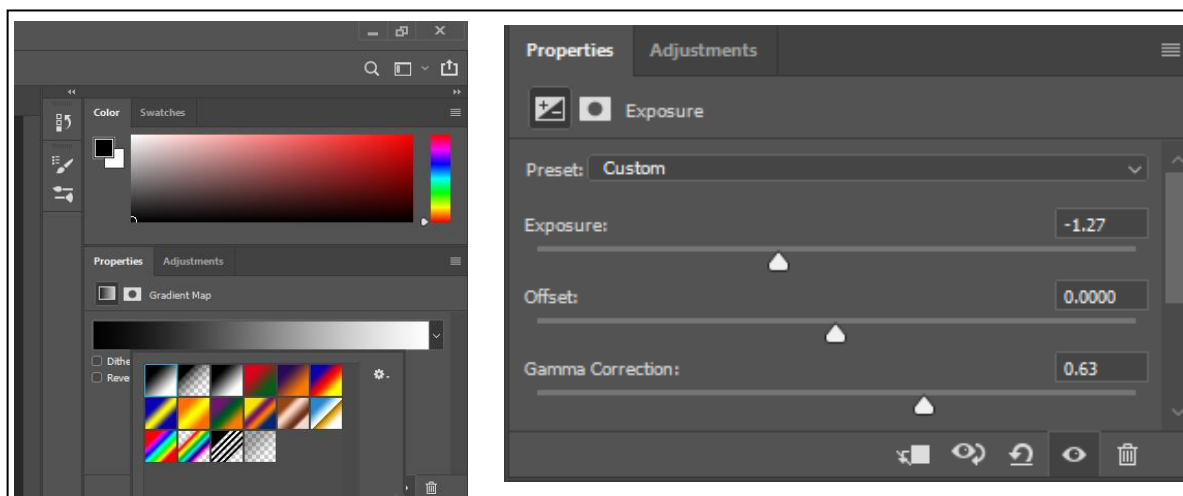 Color Swatches
Properties Adjustments
Gradient Map
Dithe
Reve
Properties Adjustments
Exposure
Preset: Custom
Exposure: -1.27
Offset: 0.0000
Gamma Correction: 0.63